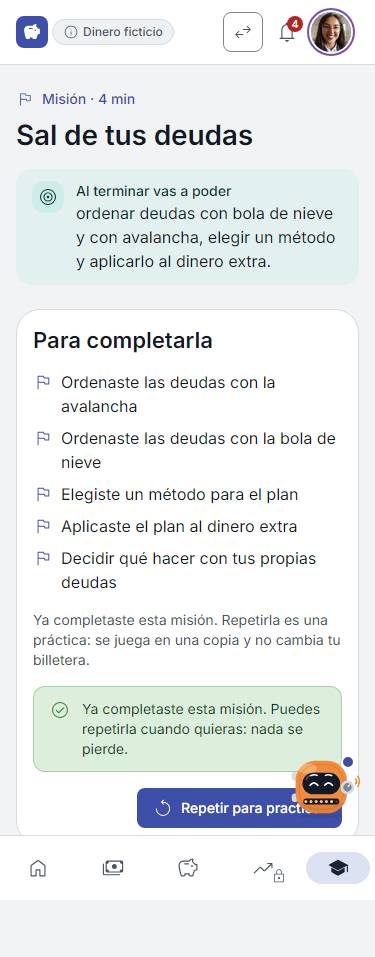 Dinero ficticio
4
Misión · 4 min
Sal de tus deudas
Al terminar vas a poder
ordenar deudas con bola de nieve
y con avalancha, elegir un método
y aplicarlo al dinero extra.
Para completarla
Ordenaste las deudas con la
avalancha
Ordenaste las deudas con la bola de
nieve
Elegiste un método para el plan
Aplicaste el plan al dinero extra
Decidir qué hacer con tus propias
deudas
Ya completaste esta misión. Repetirla es una
práctica: se juega en una copia y no cambia tu
billetera.
Ya completaste esta misión. Puedes
repetirla cuando quieras: nada se
pierde.
Repetir para